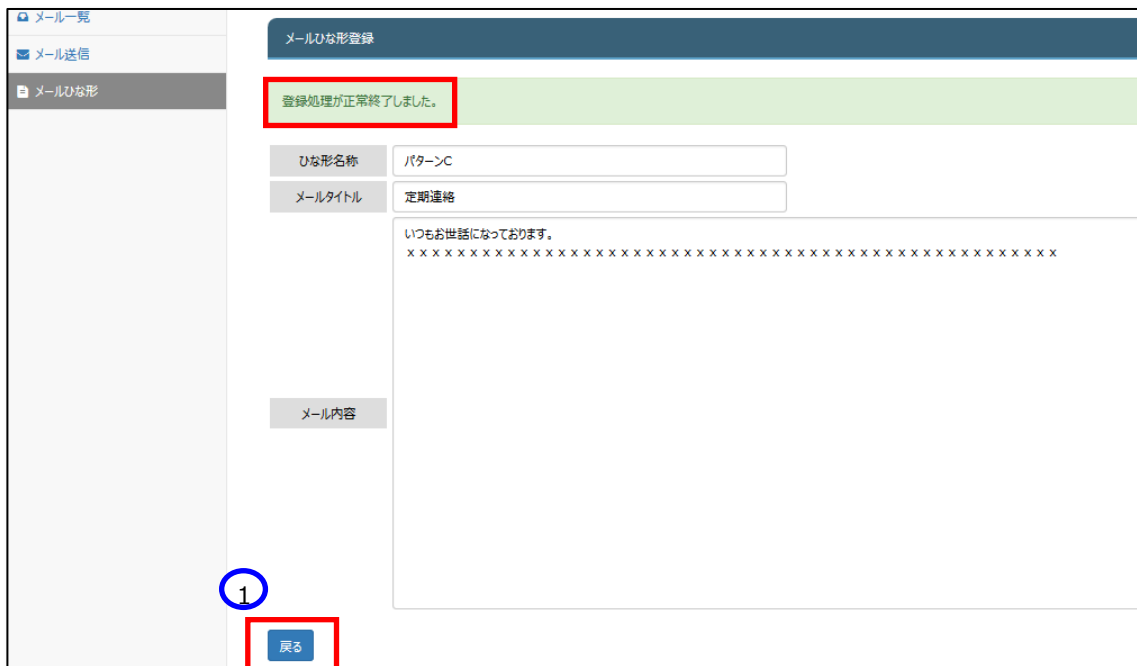 メール一覧
メール送信
メールひな形
メールひな形登録
登録処理が正常終了しました。
ひな形名称
パターンC
メールタイトル
定期連絡
メール内容
いつもお世話になっております。
ｘｘｘｘｘｘｘｘｘｘｘｘｘｘｘｘｘｘｘｘｘｘｘｘｘｘｘｘｘｘｘｘｘｘｘｘｘｘｘｘｘｘｘｘｘｘｘｘｘｘｘｘ
1
戻る